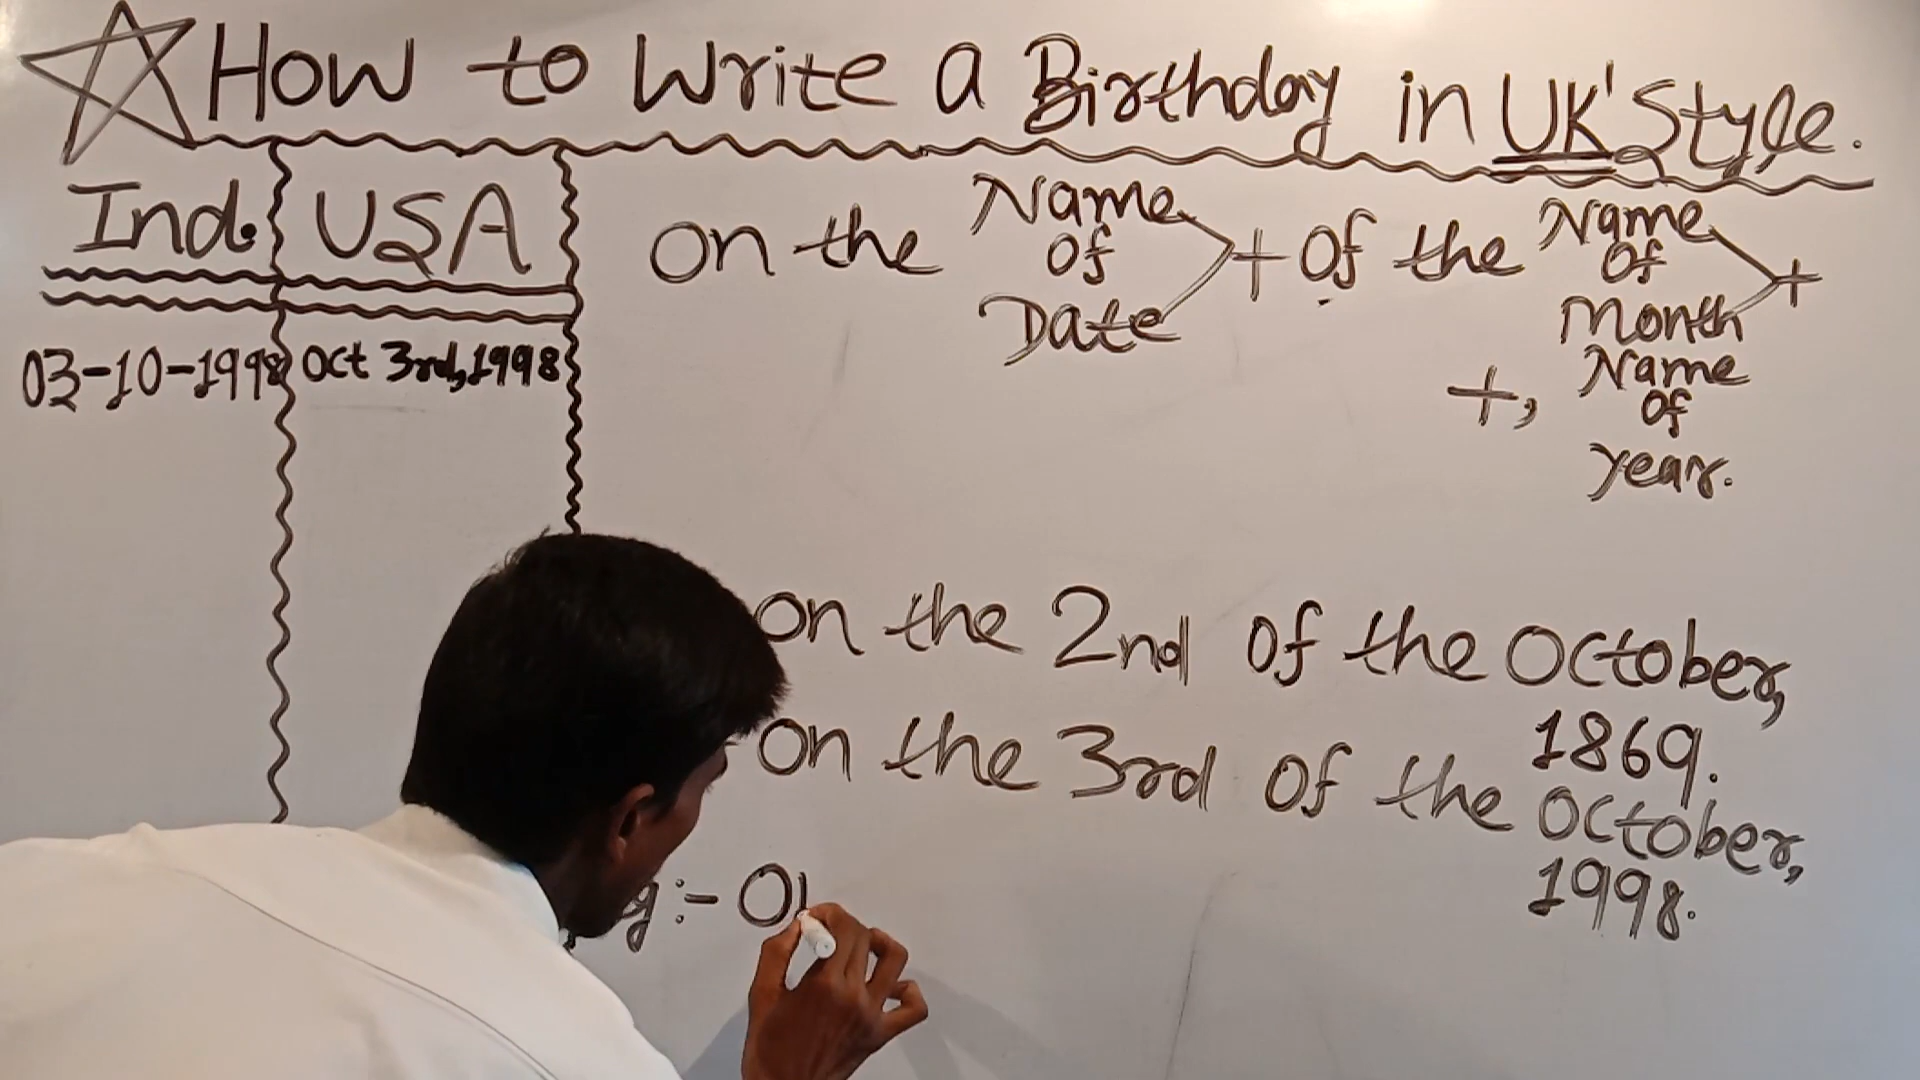 How to Write a Birthday in UK' Style.
Ind. USA
03-10-1998 Oct 3rd, 1998
on the Name Of Date + Of the Name Of Month +
+, Name Of year.
on the 2nd Of the October, 1869.
on the 3rd Of the October, 1998.
:- On